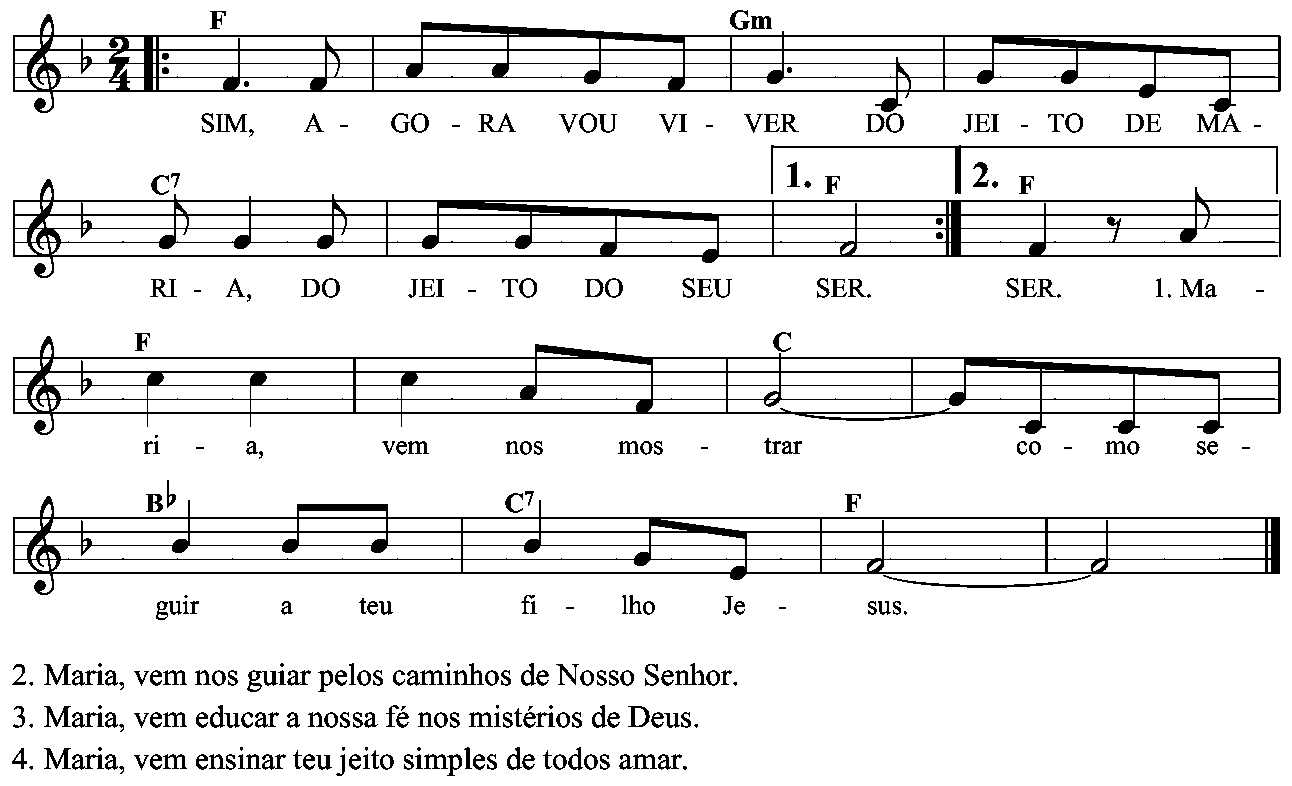 F Gm
2/4
SIM, A- GO- RA VOU VI- VER DO JEI- TO DE MA-
C7 1. F 2. F
RI- A, DO JEI- TO DO SEU SER. SER. 1. Ma-
F C
ri- a, vem nos mos- trar co- mo se-
B♭ C7 F
guir a teu fi- lho Je- sus.
2. Maria, vem nos guiar pelos caminhos de Nosso Senhor.
3. Maria, vem educar a nossa fé nos mistérios de Deus.
4. Maria, vem ensinar teu jeito simples de todos amar.